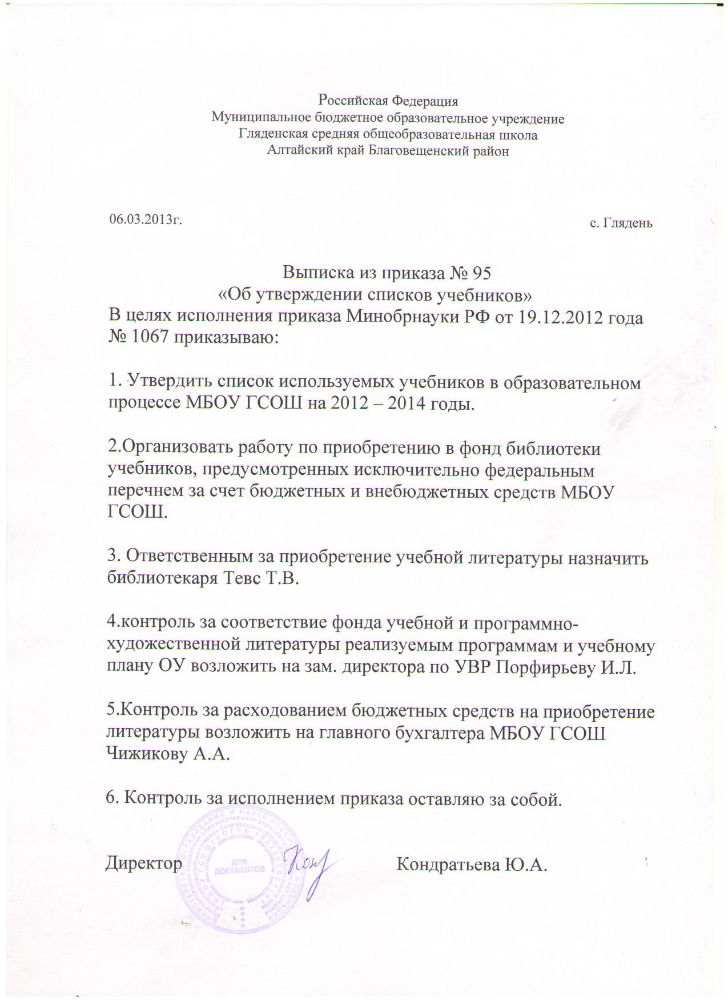 Российская Федерация
Муниципальное бюджетное образовательное учреждение
Гляденская средняя общеобразовательная школа
Алтайский край Благовещенский район
06.03.2013г.
с. Глядень
Выписка из приказа № 95
«Об утверждении списков учебников»
В целях исполнения приказа Минобрнауки РФ от 19.12.2012 года
№ 1067 приказываю:
1. Утвердить список используемых учебников в образовательном
процессе МБОУ ГСОШ на 2012 – 2014 годы.
2.Организовать работу по приобретению в фонд библиотеки
учебников, предусмотренных исключительно федеральным
перечнем за счет бюджетных и внебюджетных средств МБОУ
ГСОШ.
3. Ответственным за приобретение учебной литературы назначить
библиотекаря Тевс Т.В.
4.контроль за соответствие фонда учебной и программно-
художественной литературы реализуемым программам и учебному
плану ОУ возложить на зам. директора по УВР Порфирьеву И.Л.
5.Контроль за расходованием бюджетных средств на приобретение
литературы возложить на главного бухгалтера МБОУ ГСОШ
Чижикову А.А.
6. Контроль за исполнением приказа оставляю за собой.
Директор
Кондратьева Ю.А.
ДЛЯ
ДОКУМЕНТОВ